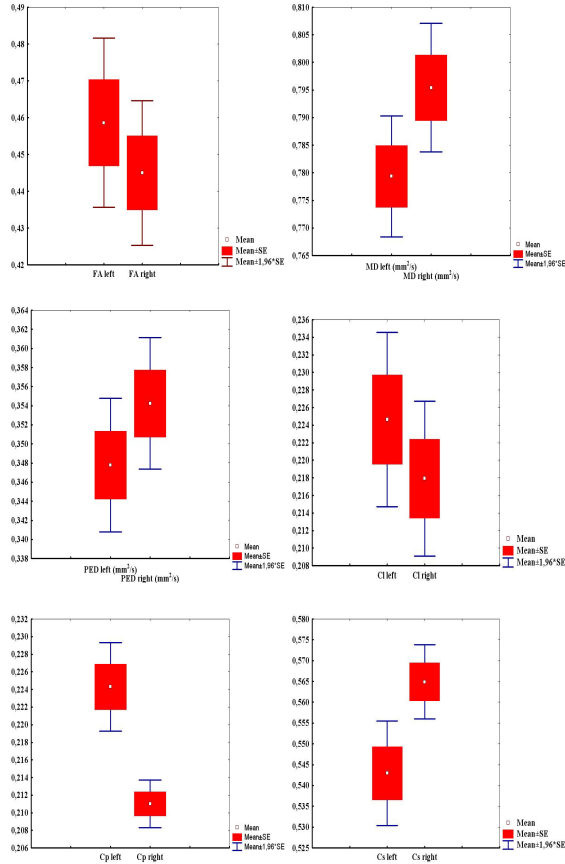 0,49
0,48
0,47
0,46
0,45
0,44
0,43
0,42
FA left FA right
Mean
Mean±SE
Mean±1,96*SE
0,810
0,805
0,800
0,795
0,790
0,785
0,780
0,775
0,770
0,765
MD left (mm²/s)
MD right (mm²/s)
Mean
Mean±SE
Mean±1,96*SE
0,364
0,362
0,360
0,358
0,356
0,354
0,352
0,350
0,348
0,346
0,344
0,342
0,340
0,338
PED left (mm²/s)
PED right (mm²/s)
Mean
Mean±SE
Mean±1,96*SE
0,236
0,234
0,232
0,230
0,228
0,226
0,224
0,222
0,220
0,218
0,216
0,214
0,212
0,210
0,208
Cl left Cl right
Mean
Mean±SE
Mean±1,96*SE
0,232
0,230
0,228
0,226
0,224
0,222
0,220
0,218
0,216
0,214
0,212
0,210
0,208
0,206
Cp left Cp right
Mean
Mean±SE
Mean±1,96*SE
0,580
0,575
0,570
0,565
0,560
0,555
0,550
0,545
0,540
0,535
0,530
0,525
Cs left Cs right
Mean
Mean±SE
Mean±1,96*SE